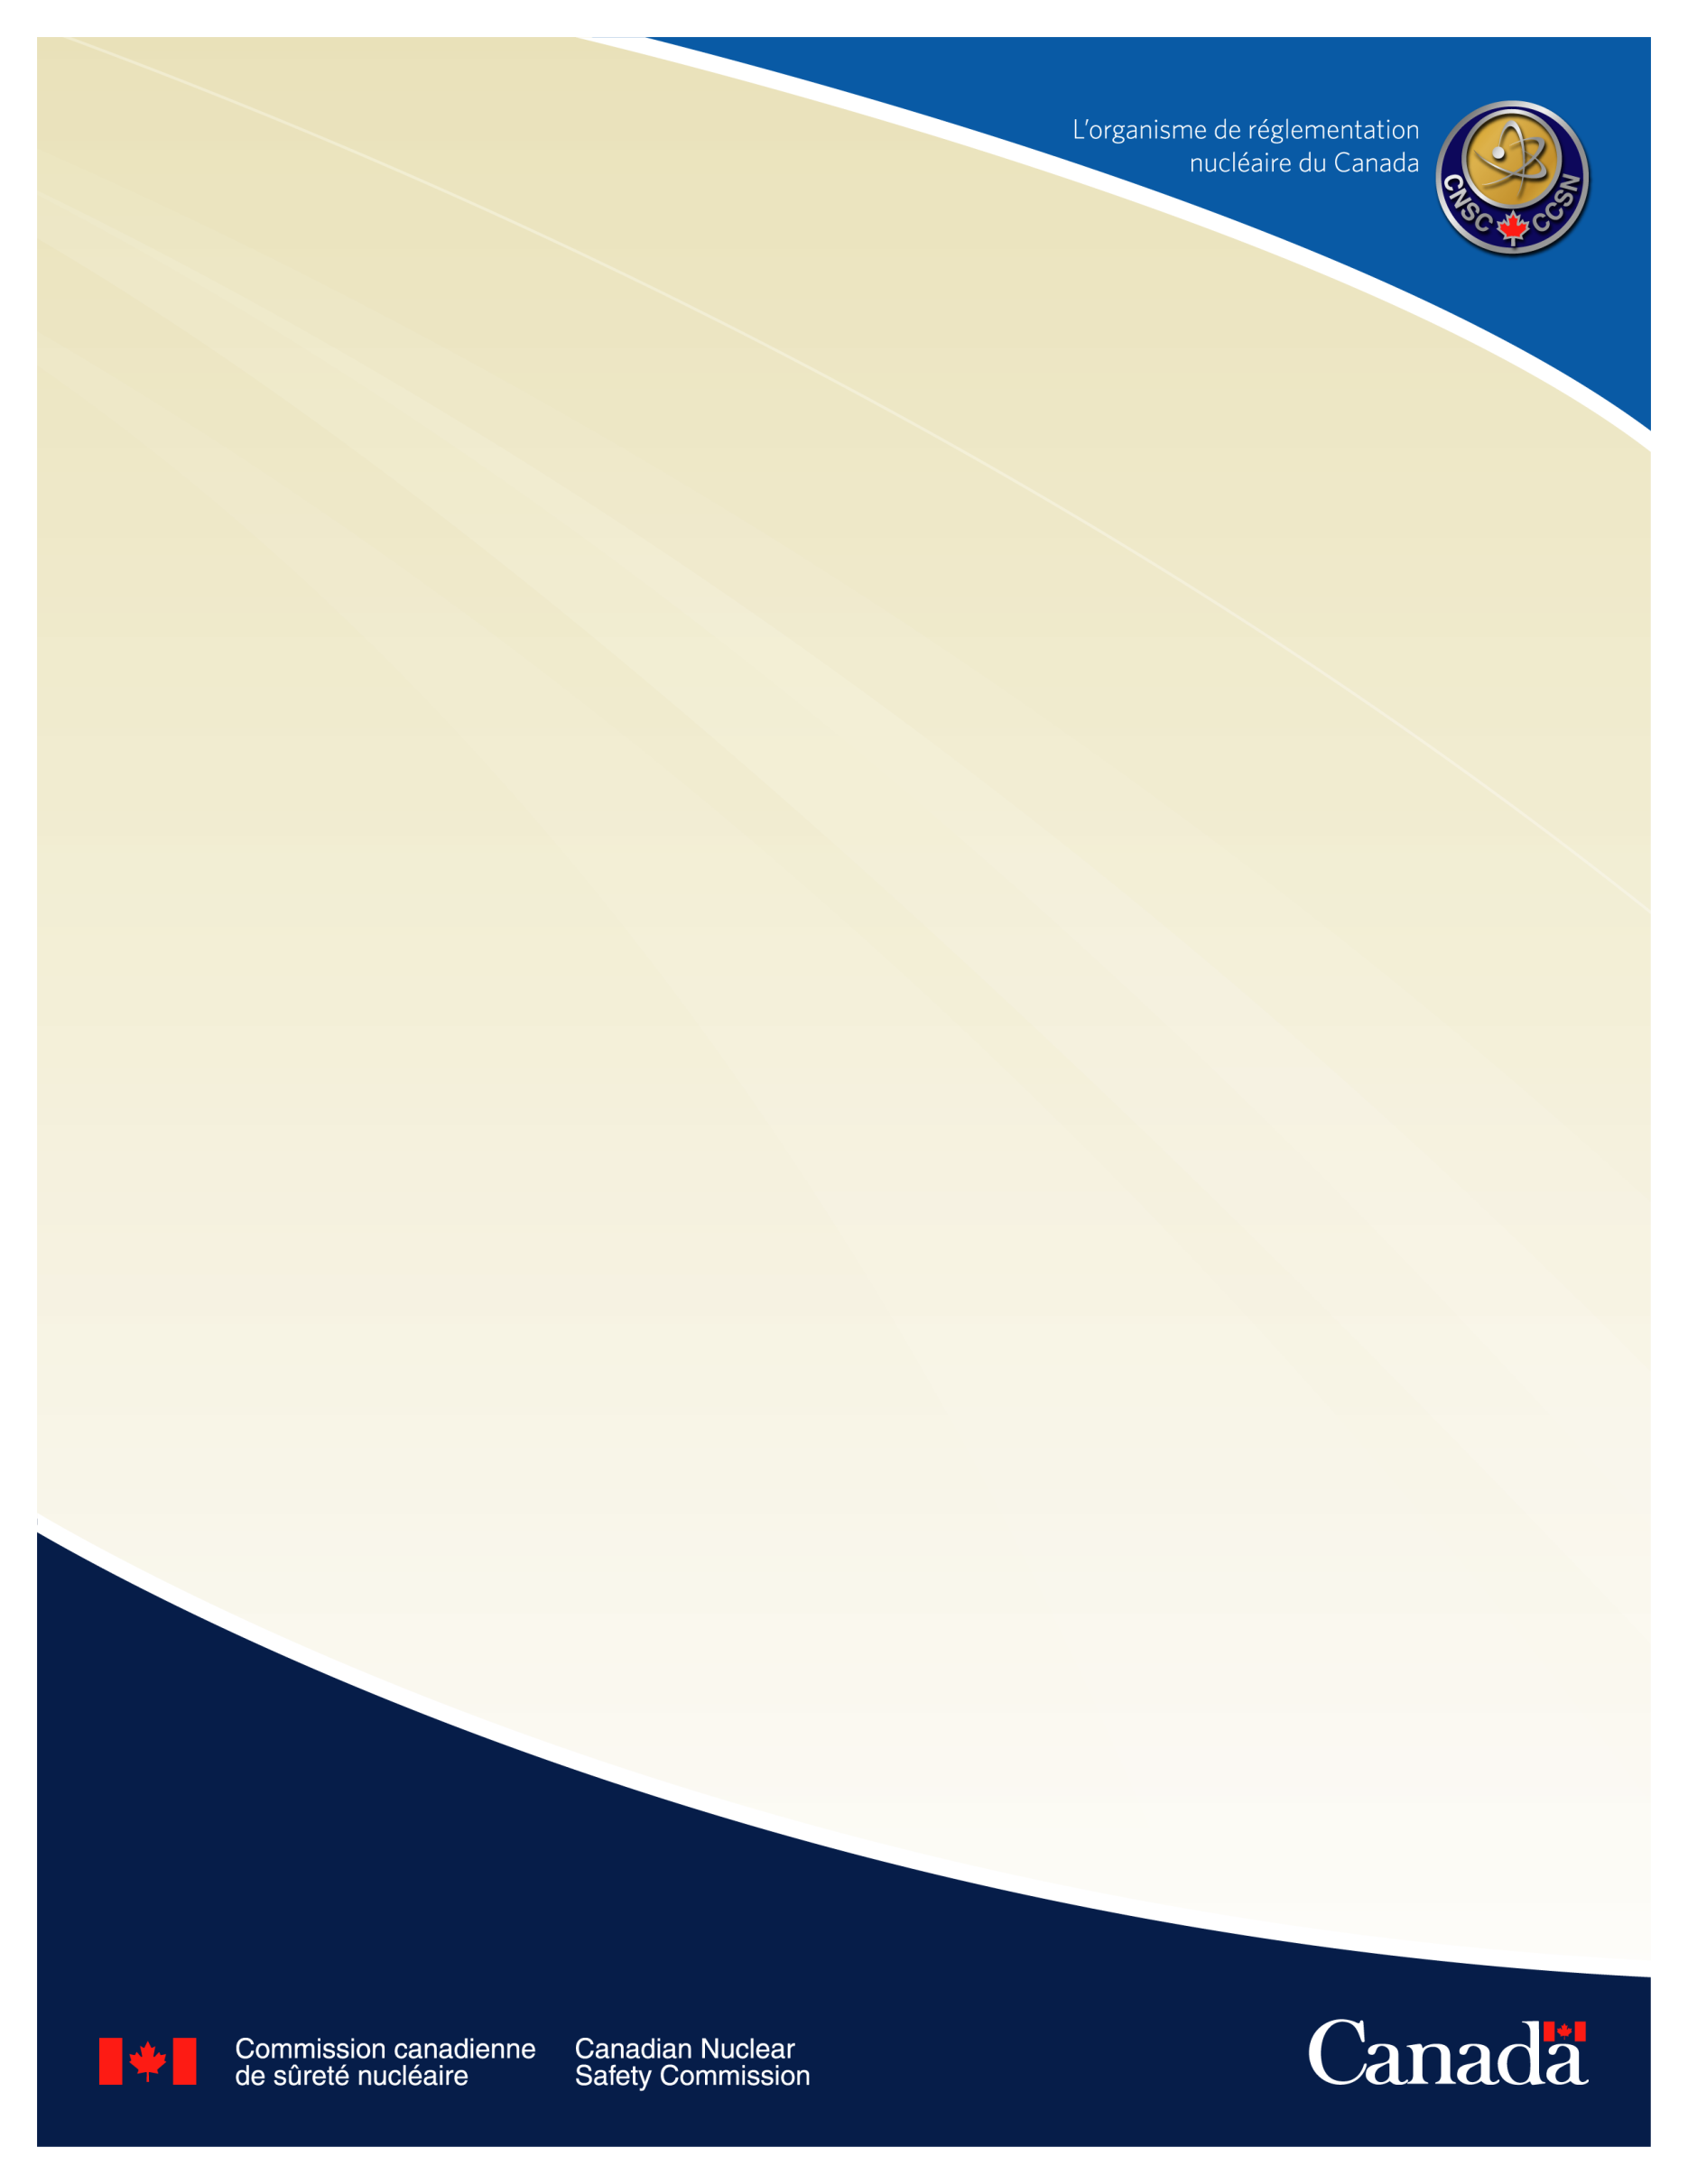 L'organisme de réglementation
nucléaire du Canada
CNSC CCSN
Commission canadienne
de sûreté nucléaire
Canadian Nuclear
Safety Commission
Canada